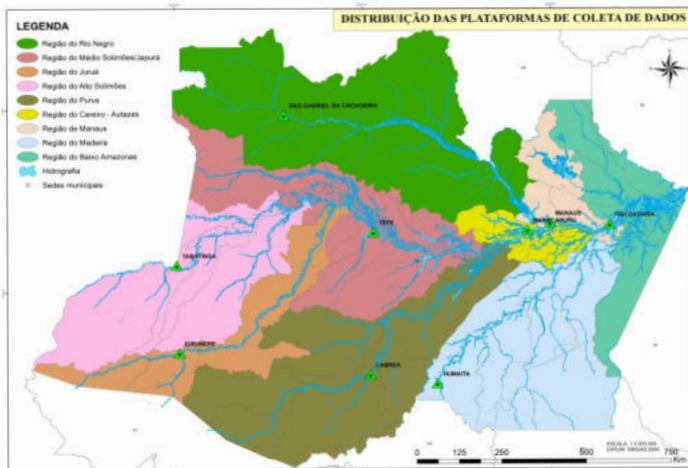 DISTRIBUIÇÃO DAS PLATAFORMAS DE COLETA DE DADOS
LEGENDA
Região do Rio Negro
Região do Médio Solimões/Japurá
Região do Juruá
Região do Alto Solimões
Região do Purus
Região do Careiro - Autazes
Região de Manaus
Região do Madeira
Região do Baixo Amazonas
Hidrografia
Sedes municipais
SAO GABRIEL DA CACHOEIRA
MANAUS
MANACAPURU
ITACOATIARA
TEFE
TABATINGA
EIRUNEPE
LABREA
HUMAITA
0 125 250 500 750
Km